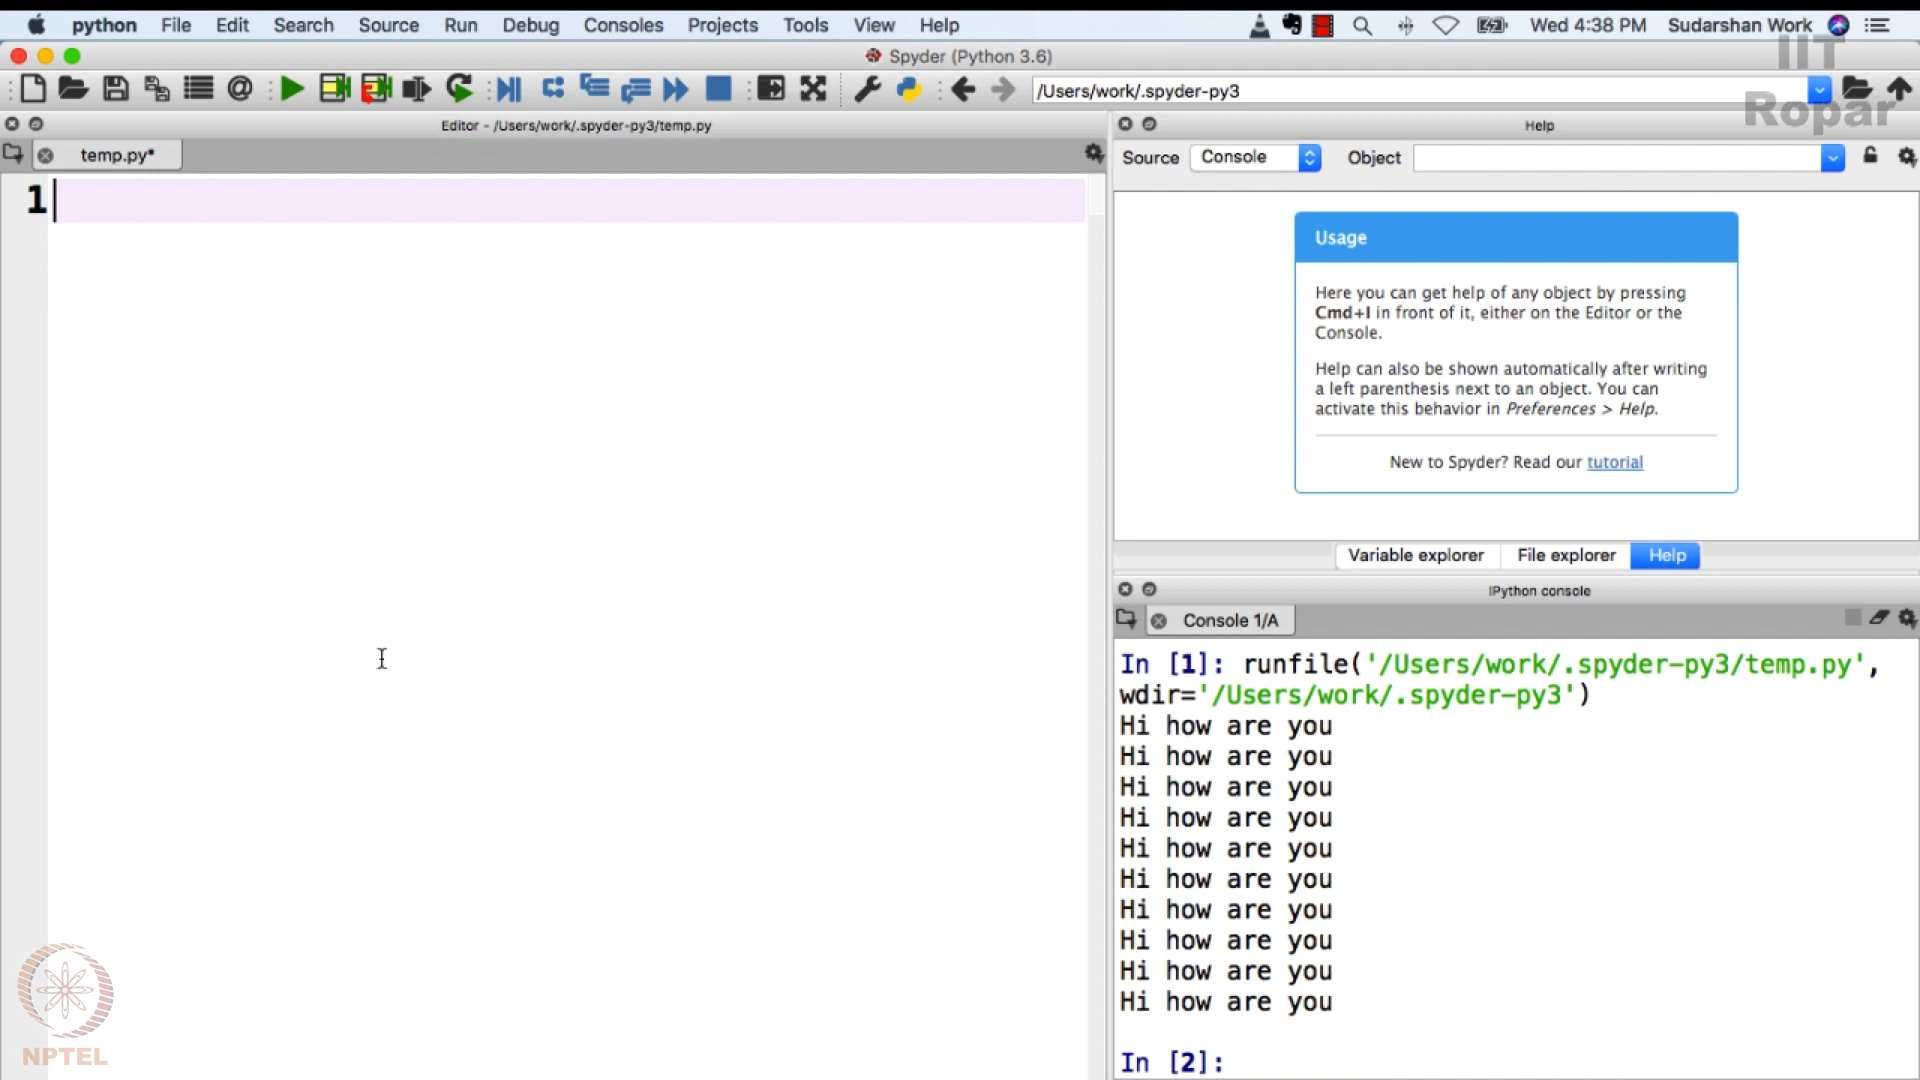 python File Edit Search Source Run Debug Consoles Projects Tools View Help Wed 4:38 PM Sudarshan Work
Spyder (Python 3.6)
IIT
Ropar
/Users/work/.spyder-py3
Editor - /Users/work/.spyder-py3/temp.py
Help
temp.py*
Source Console Object
1
Usage
Here you can get help of any object by pressing
Cmd+I in front of it, either on the Editor or the
Console.
Help can also be shown automatically after writing
a left parenthesis next to an object. You can
activate this behavior in Preferences > Help.
New to Spyder? Read our tutorial
Variable explorer File explorer Help
IPython console
Console 1/A
In [1]: runfile('/Users/work/.spyder-py3/temp.py',
wdir='/Users/work/.spyder-py3')
Hi how are you
Hi how are you
Hi how are you
Hi how are you
Hi how are you
Hi how are you
Hi how are you
Hi how are you
Hi how are you
Hi how are you
In [2]:
NPTEL